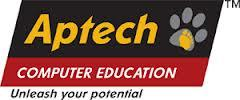 Aptech TM
COMPUTER EDUCATION
Unleash your potential